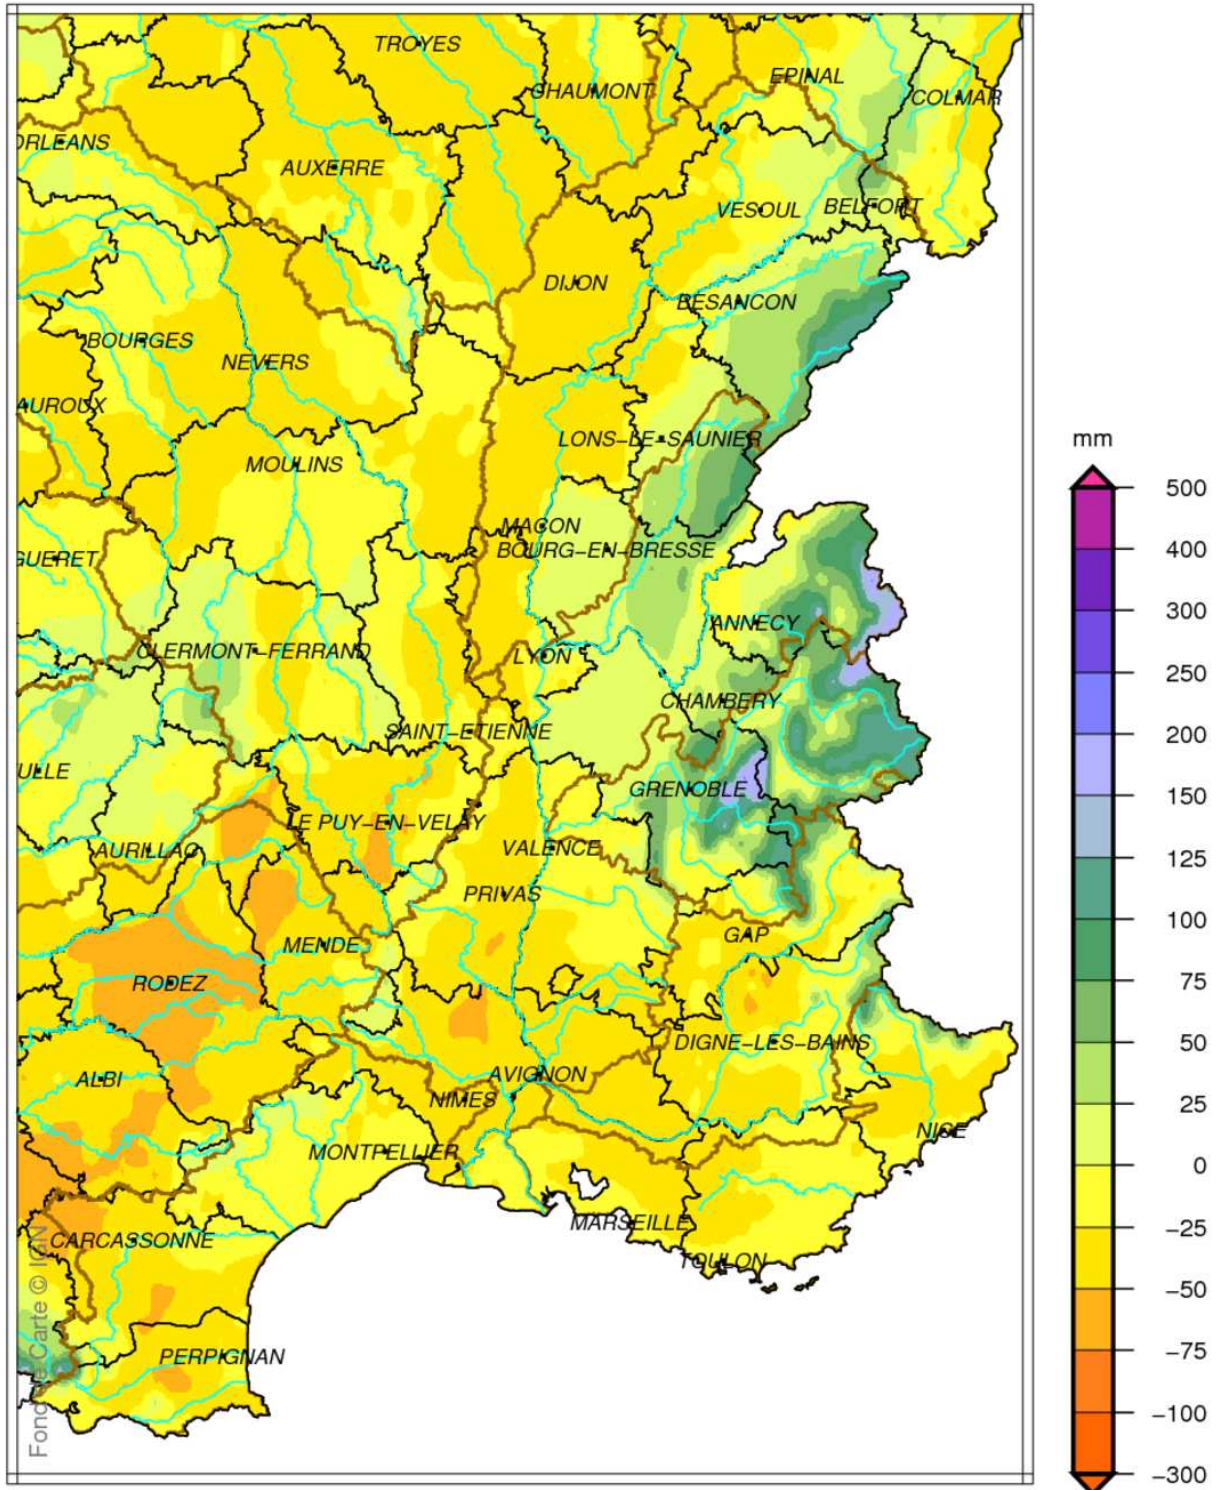 TROYES
CHAUMONT
EPINAL
COLMAR
ORLEANS
AUXERRE
VESOUL
BELFORT
DIJON
BESANCON
BOURGES
NEVERS
AUROUX
LONS-LE-SAUNIER
MOULINS
mm
500
MACON
GUERET
BOURG-EN-BRESSE
400
300
ANNECY
CLERMONT-FERRAND
LYON
250
CHAMBERY
SAINT-ETIENNE
200
ULLE
GRENOBLE
150
LE PUY-EN-VELAY
AURILLAC
VALENCE
125
PRIVAS
100
GAP
MENDE
RODEZ
75
DIGNE-LES-BAINS
50
AVIGNON
ALBI
NIMES
25
NICE
MONTPELLIER
0
MARSEILLE
-25
CARCASSONNE
TOULON
-50
PERPIGNAN
-75
-100
-300
Fond de Carte © IGN